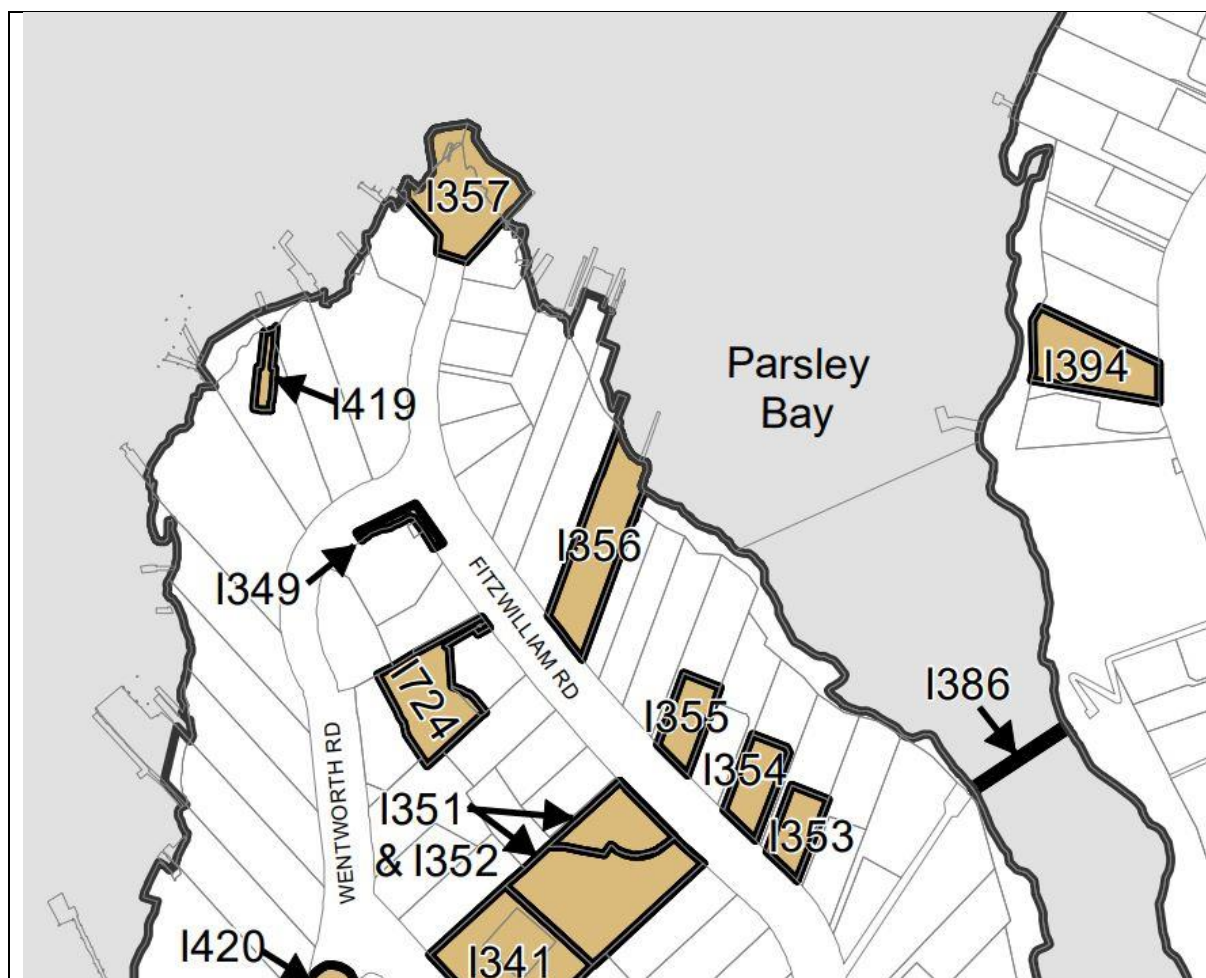 I357
I419
Parsley
Bay
I394
I349
I356
FITZWILLIAM RD
I724
I386
I355
I354
I353
WENTWORTH RD
I351
& I352
I420
I341